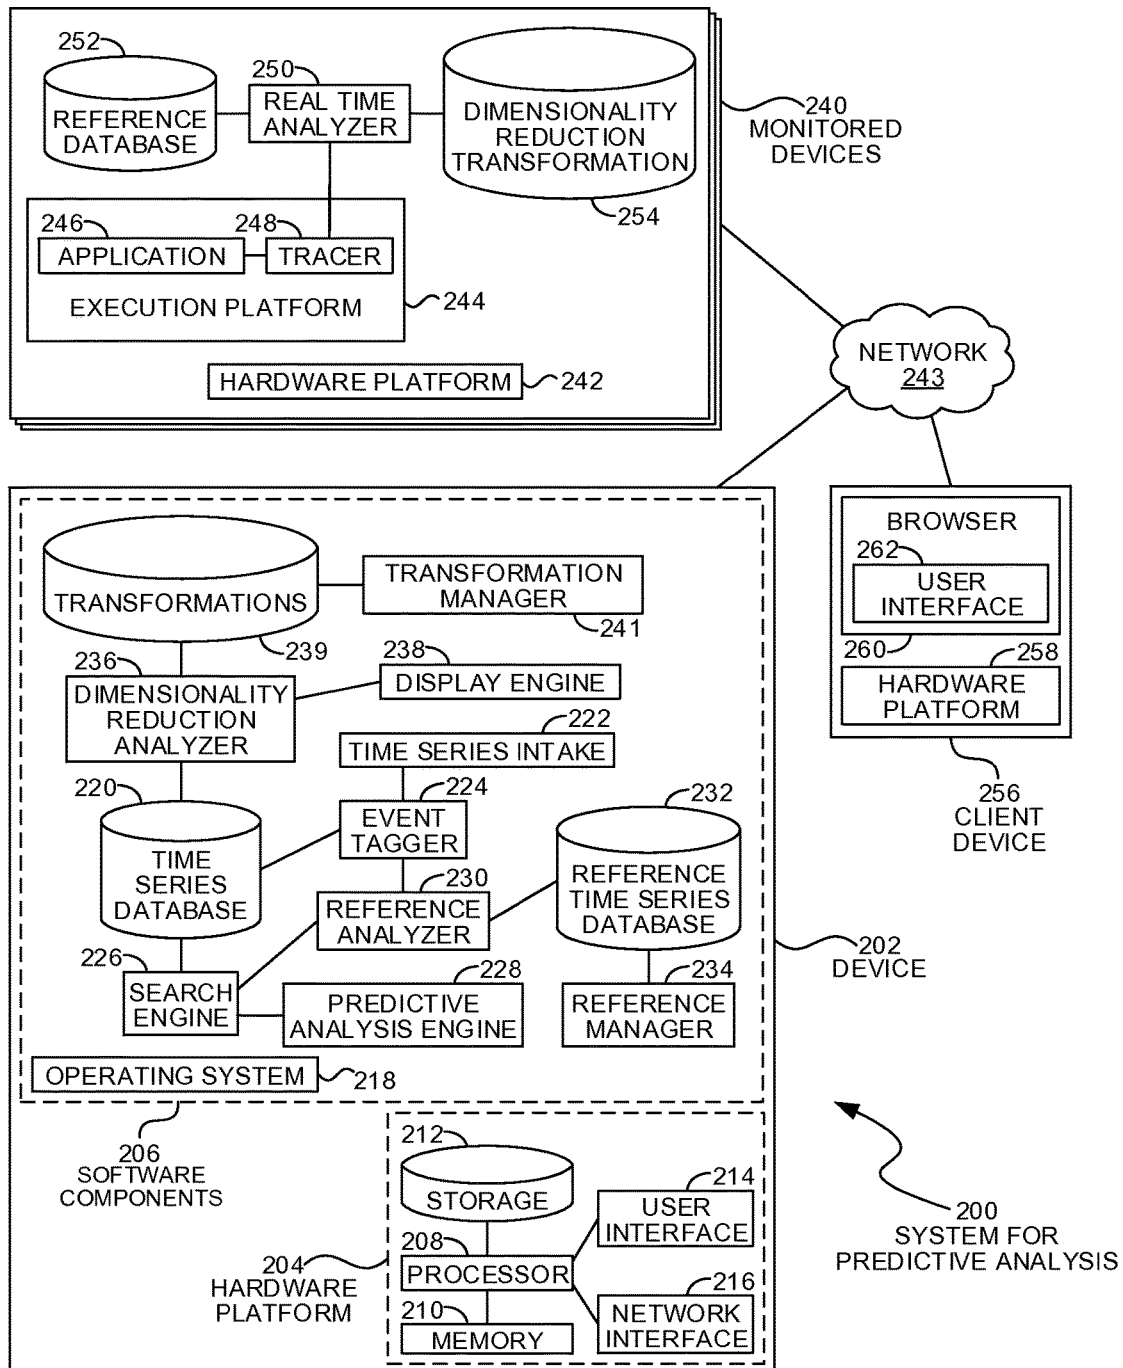 252
REFERENCE
DATABASE
250
REAL TIME
ANALYZER
DIMENSIONALITY
REDUCTION
TRANSFORMATION
254
240
MONITORED
DEVICES
246
APPLICATION
248
TRACER
EXECUTION PLATFORM
244
HARDWARE PLATFORM
242
NETWORK
243
TRANSFORMATIONS
239
TRANSFORMATION
MANAGER
241
236
DIMENSIONALITY
REDUCTION
ANALYZER
238
DISPLAY ENGINE
222
TIME SERIES INTAKE
220
TIME
SERIES
DATABASE
224
EVENT
TAGGER
232
REFERENCE
TIME SERIES
DATABASE
230
REFERENCE
ANALYZER
226
SEARCH
ENGINE
228
PREDICTIVE
ANALYSIS ENGINE
234
REFERENCE
MANAGER
OPERATING SYSTEM
218
BROWSER
262
USER
INTERFACE
260
258
HARDWARE
PLATFORM
256
CLIENT
DEVICE
202
DEVICE
206
SOFTWARE
COMPONENTS
212
STORAGE
214
USER
INTERFACE
208
PROCESSOR
204
HARDWARE
PLATFORM
210
MEMORY
216
NETWORK
INTERFACE
200
SYSTEM FOR
PREDICTIVE ANALYSIS